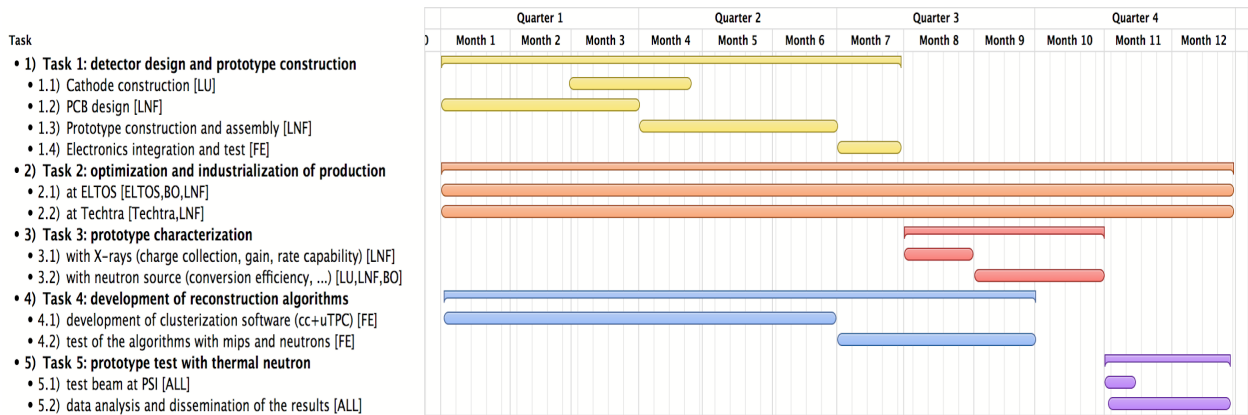 Quarter 1 Quarter 2 Quarter 3 Quarter 4
Task 0 Month 1 Month 2 Month 3 Month 4 Month 5 Month 6 Month 7 Month 8 Month 9 Month 10 Month 11 Month 12
• 1) Task 1: detector design and prototype construction
• 1.1) Cathode construction [LU]
• 1.2) PCB design [LNF]
• 1.3) Prototype construction and assembly [LNF]
• 1.4) Electronics integration and test [FE]
• 2) Task 2: optimization and industrialization of production
• 2.1) at ELTOS [ELTOS,BO,LNF]
• 2.2) at Techtra [Techtra,LNF]
• 3) Task 3: prototype characterization
• 3.1) with X-rays (charge collection, gain, rate capability) [LNF]
• 3.2) with neutron source (conversion efficiency, ...) [LU,LNF,BO]
• 4) Task 4: development of reconstruction algorithms
• 4.1) development of clusterization software (cc+uTPC) [FE]
• 4.2) test of the algorithms with mips and neutrons [FE]
• 5) Task 5: prototype test with thermal neutron
• 5.1) test beam at PSI [ALL]
• 5.2) data analysis and dissemination of the results [ALL]